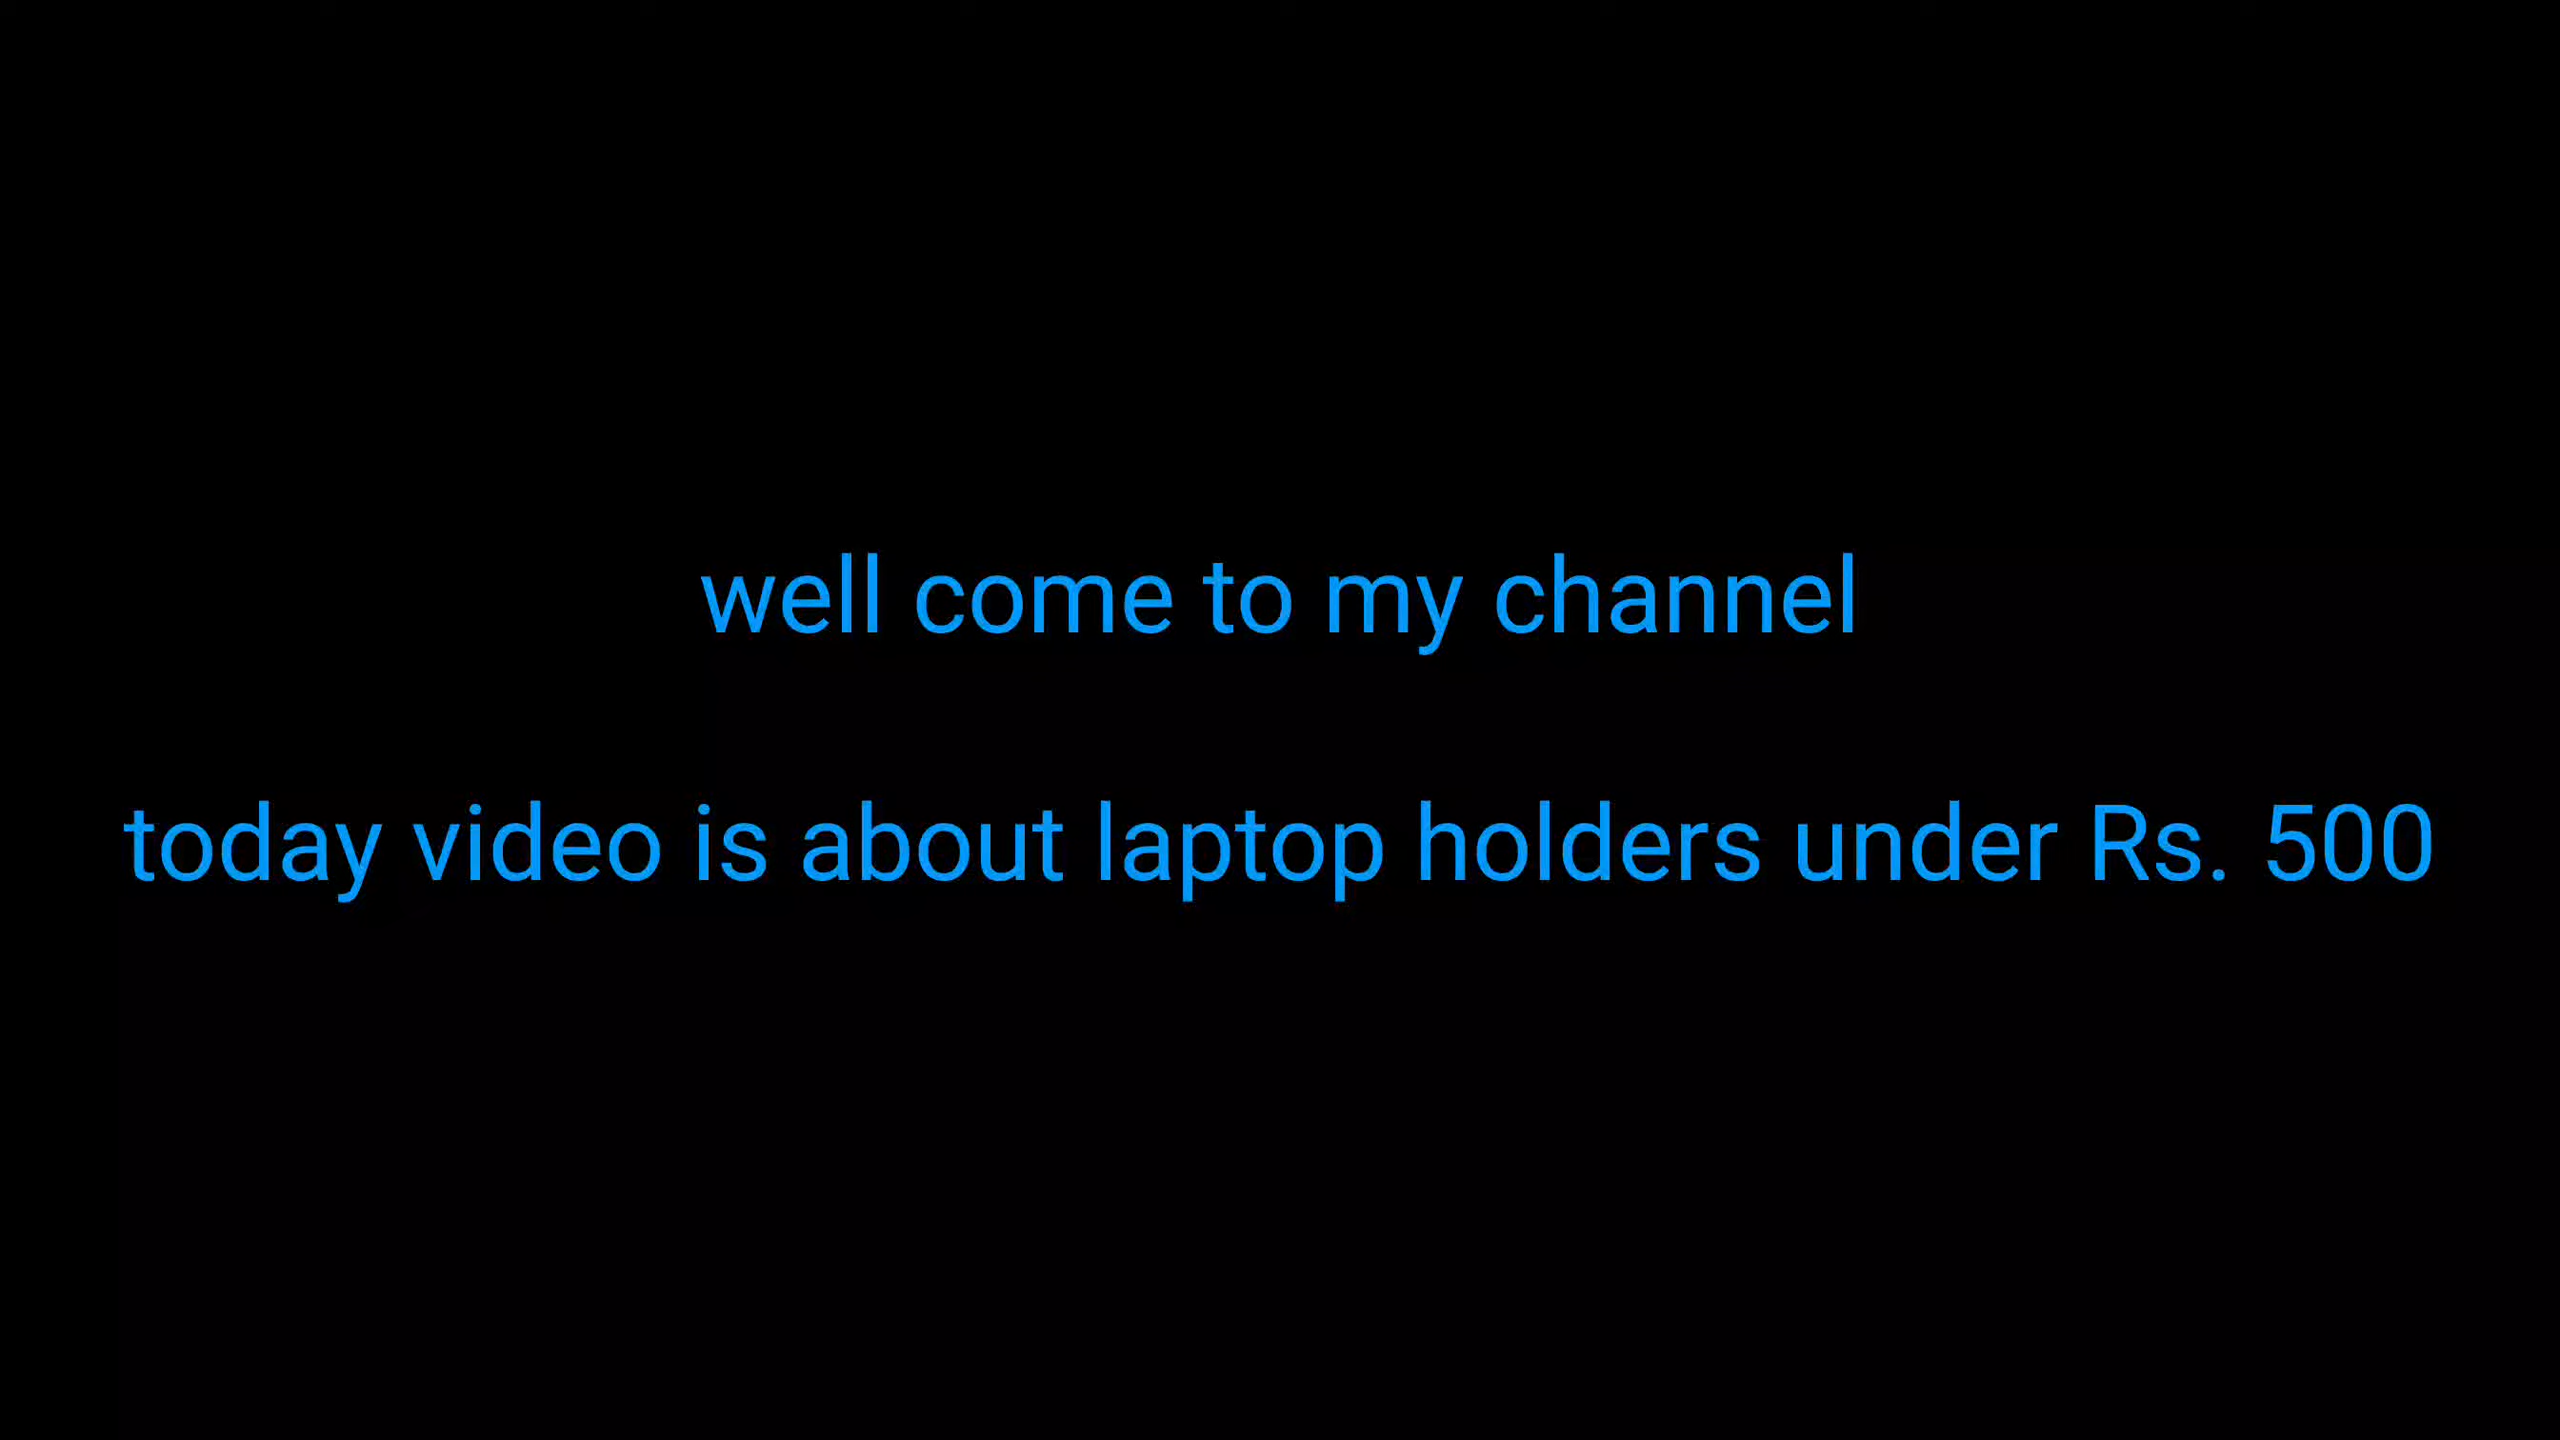 well come to my channel
today video is about laptop holders under Rs. 500